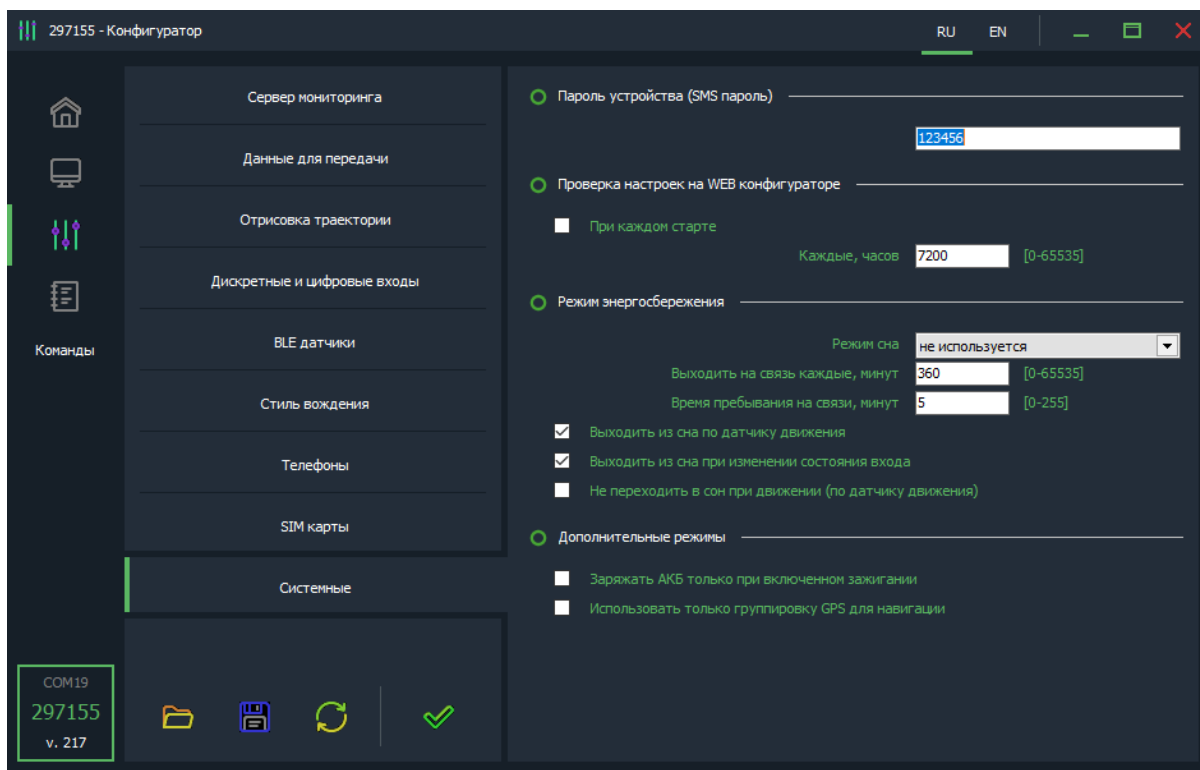 297155 - Конфигуратор
RU EN
Команды
COM19
297155
v. 217
Сервер мониторинга
Данные для передачи
Отрисовка траектории
Дискретные и цифровые входы
BLE датчики
Стиль вождения
Телефоны
SIM карты
Системные
Пароль устройства (SMS пароль)
123456
Проверка настроек на WEB конфигураторе
При каждом старте
Каждые, часов 7200 [0-65535]
Режим энергосбережения
Режим сна не используется
Выходить на связь каждые, минут 360 [0-65535]
Время пребывания на связи, минут 5 [0-255]
Выходить из сна по датчику движения
Выходить из сна при изменении состояния входа
Не переходить в сон при движении (по датчику движения)
Дополнительные режимы
Заряжать АКБ только при включенном зажигании
Использовать только группировку GPS для навигации